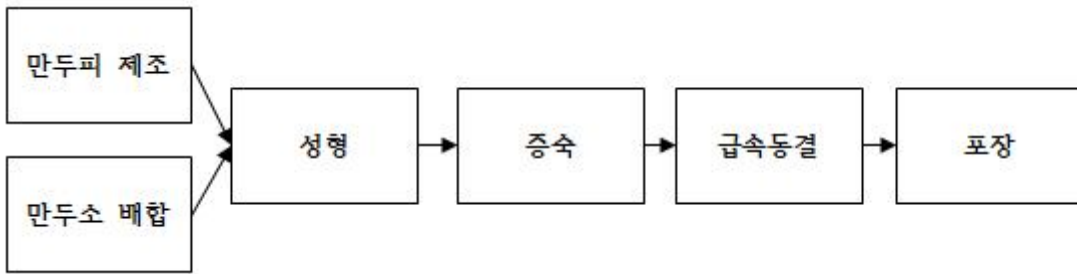 만두피 제조
만두소 배합
성형
증숙
급속동결
포장